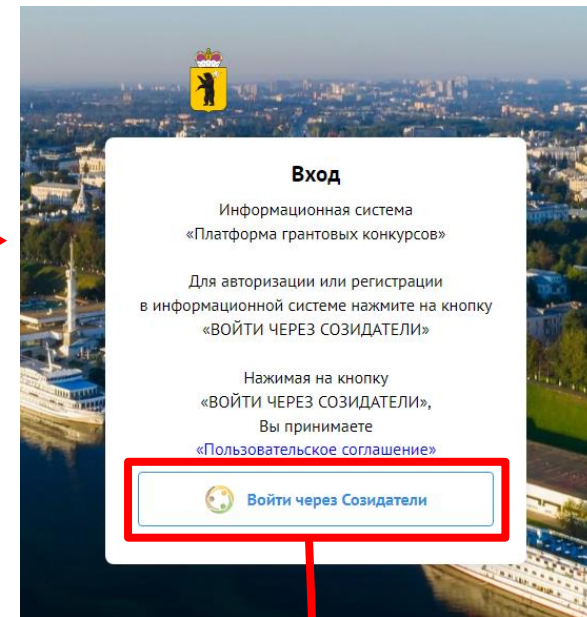 Вход
Информационная система
«Платформа грантовых конкурсов»
Для авторизации или регистрации
в информационной системе нажмите на кнопку
«ВОЙТИ ЧЕРЕЗ СОЗИДАТЕЛИ»
Нажимая на кнопку
«ВОЙТИ ЧЕРЕЗ СОЗИДАТЕЛИ»,
Вы принимаете
«Пользовательское соглашение»
Войти через Созидатели